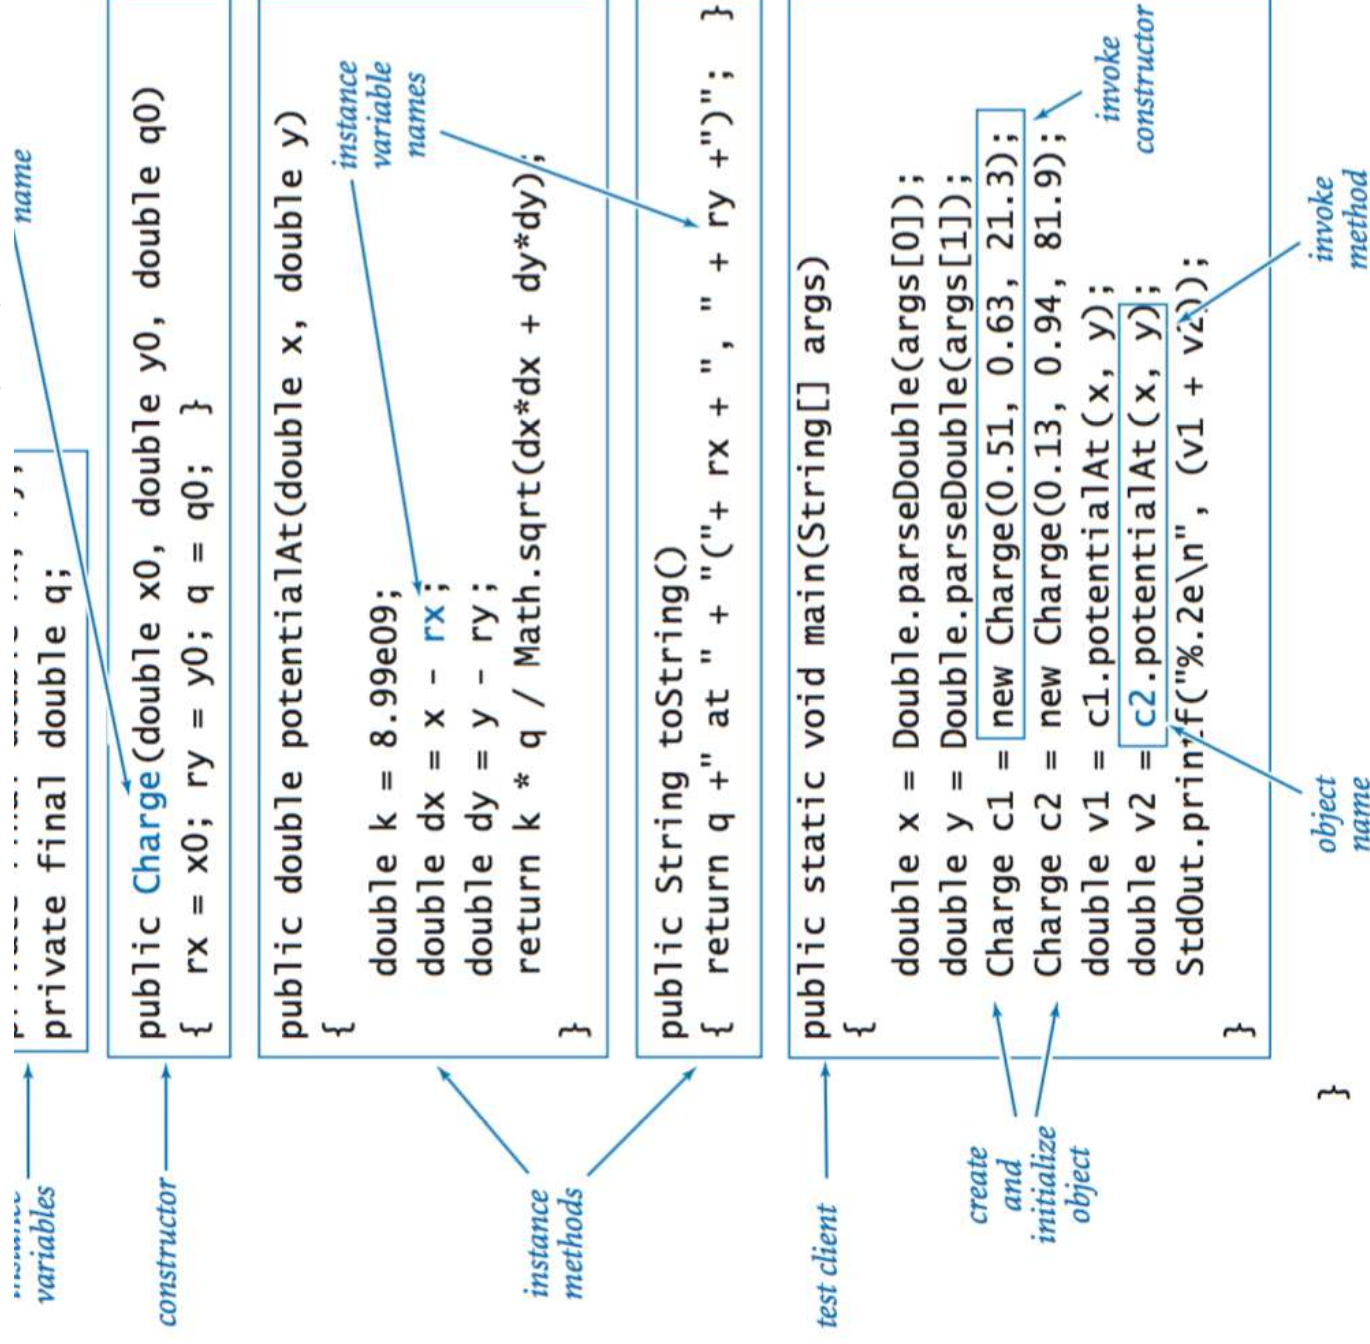 name
private final double q;
variables
public Charge(double x0, double y0, double q0)
{ rx = x0; ry = y0; q = q0; }
constructor
public double potentialAt(double x, double y)
{
instance
variable
names
double k = 8.99e09;
double dx = x - rx;
double dy = y - ry;
return k * q / Math.sqrt(dx*dx + dy*dy);
}
instance
methods
public String toString()
{ return q +" at " + "("+ rx + ", " + ry +")"; }
test client
public static void main(String[] args)
{
double x = Double.parseDouble(args[0]);
double y = Double.parseDouble(args[1]);
Charge c1 = new Charge(0.51, 0.63, 21.3);
Charge c2 = new Charge(0.13, 0.94, 81.9);
double v1 = c1.potentialAt(x, y);
double v2 = c2.potentialAt(x, y);
StdOut.printf("%.2e\n", (v1 + v2));
}
create
and
initialize
object
invoke
constructor
}
object
name
invoke
method